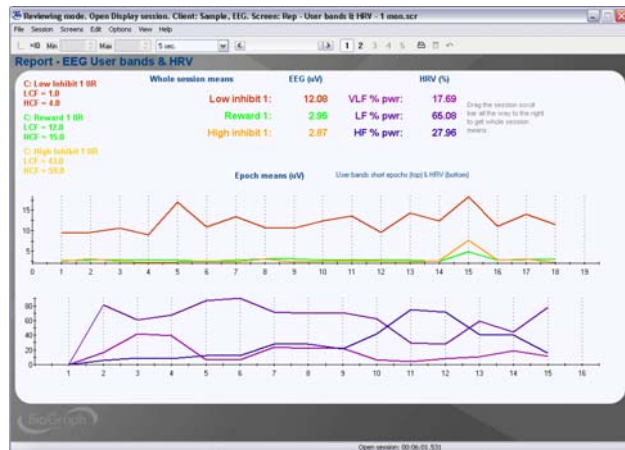 Reviewing mode. Open Display session. Client: Sample, EEG. Screen: Rep - User bands & HRV - 1 mon.scr
File Session Screens Edit Options View Help
×10 Min Max 5 sec. 1 2 3 4 5
Report - EEG User bands & HRV
C: Low Inhibit 1 IIR
LCF = 1.0
HCF = 4.0
C: Reward 1 IIR
LCF = 12.0
HCF = 15.0
C: High Inhibit 1 IIR
LCF = 43.0
HCF = 59.0
Whole session means EEG (uV) HRV (%)
Low inhibit 1: 12.08 VLF % pwr: 17.69
Reward 1: 2.95 LF % pwr: 65.08
High inhibit 1: 2.87 HF % pwr: 27.96
Drag the session scroll
bar all the way to the right
to get whole session
means.
Epoch means (uV) User bands short epochs (top) & HRV (bottom)
15
10
5
0 1 2 3 4 5 6 7 8 9 10 11 12 13 14 15 16 17 18 19
80
60
40
20
0
1 2 3 4 5 6 7 8 9 10 11 12 13 14 15 16
BioGraph
Open session: 00:06:01.531